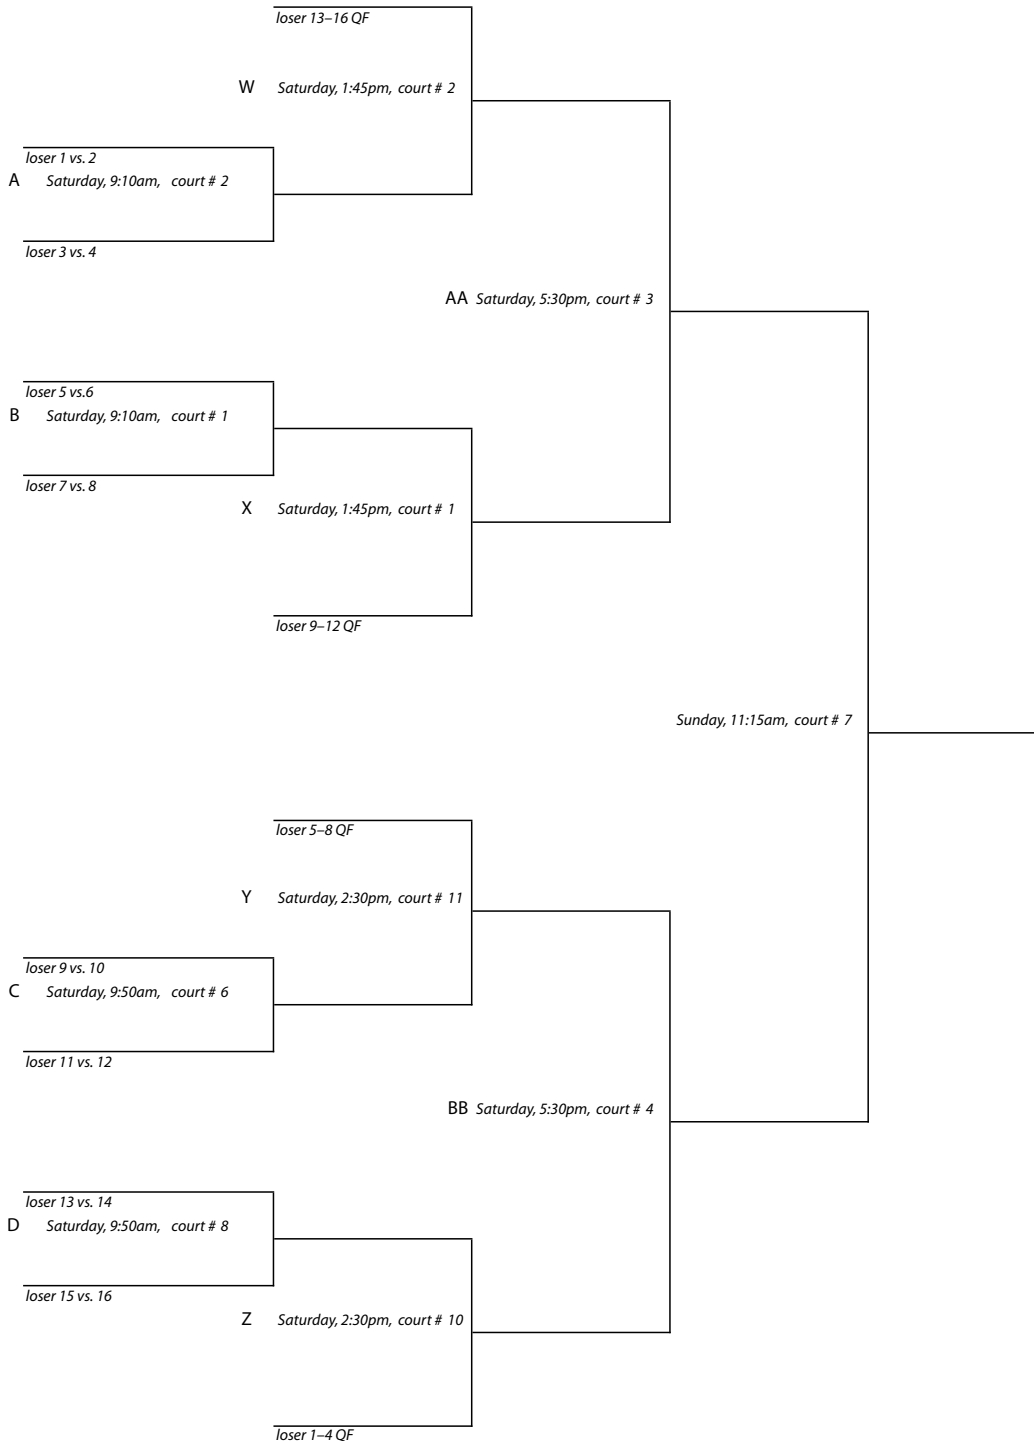 loser 13–16 QF
W Saturday, 1:45pm, court # 2
loser 1 vs. 2
A Saturday, 9:10am, court # 2
loser 3 vs. 4
AA Saturday, 5:30pm, court # 3
loser 5 vs.6
B Saturday, 9:10am, court # 1
loser 7 vs. 8
X Saturday, 1:45pm, court # 1
loser 9–12 QF
Sunday, 11:15am, court # 7
loser 5–8 QF
Y Saturday, 2:30pm, court # 11
loser 9 vs. 10
C Saturday, 9:50am, court # 6
loser 11 vs. 12
BB Saturday, 5:30pm, court # 4
loser 13 vs. 14
D Saturday, 9:50am, court # 8
loser 15 vs. 16
Z Saturday, 2:30pm, court # 10
loser 1–4 QF